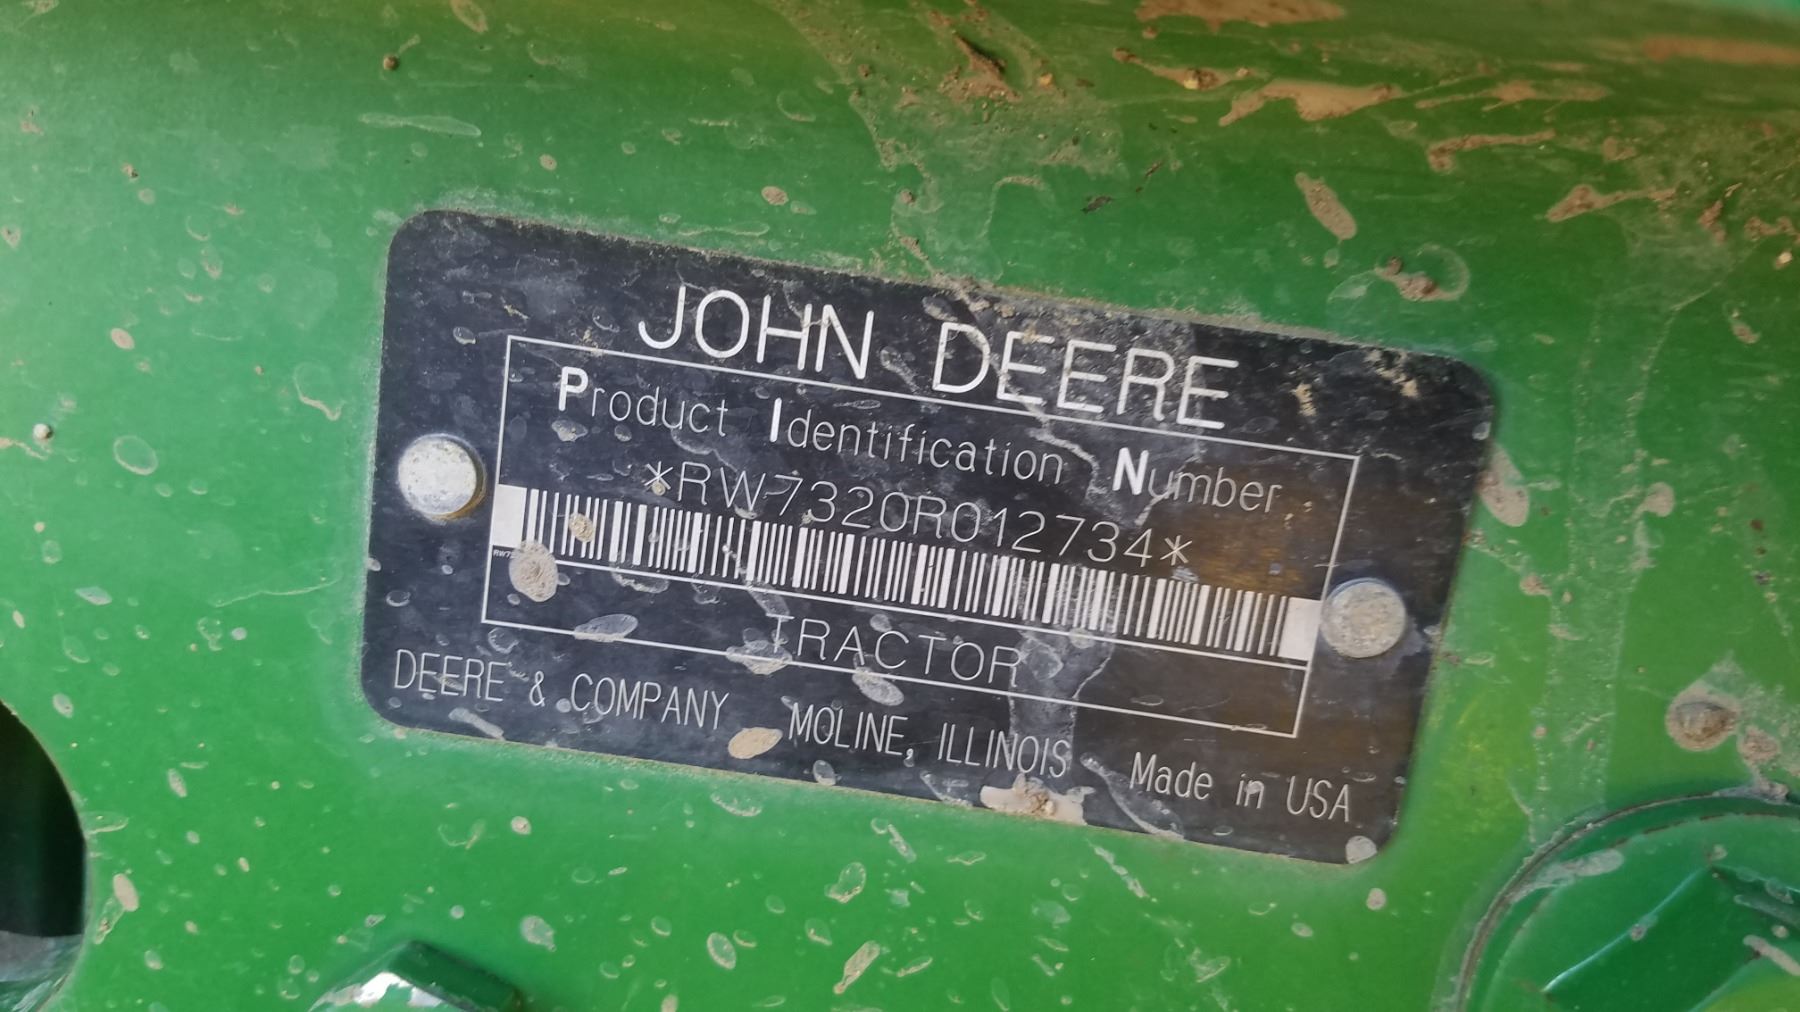 JOHN DEERE
Product Identification Number
*RW7320R012734*
TRACTOR
DEERE & COMPANY MOLINE, ILLINOIS Made in USA